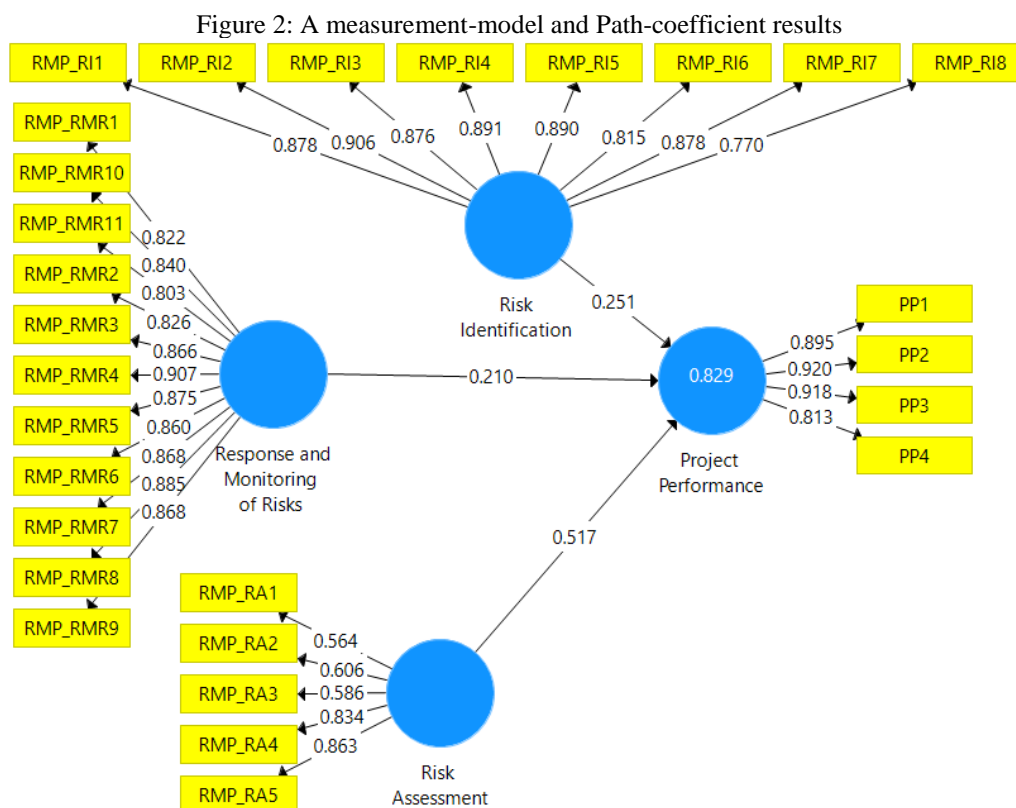 Figure 2: A measurement-model and Path-coefficient results
RMP_RI1
RMP_RI2
RMP_RI3
RMP_RI4
RMP_RI5
RMP_RI6
RMP_RI7
RMP_RI8
0.878
0.906
0.876
0.891
0.890
0.815
0.878
0.770
Risk
Identification
RMP_RMR1
RMP_RMR10
RMP_RMR11
RMP_RMR2
RMP_RMR3
RMP_RMR4
RMP_RMR5
RMP_RMR6
RMP_RMR7
RMP_RMR8
RMP_RMR9
0.822
0.840
0.803
0.826
0.866
0.907
0.875
0.860
0.868
0.885
0.868
Response and
Monitoring
of Risks
0.251
0.210
0.517
0.829
Project
Performance
0.895
0.920
0.918
0.813
PP1
PP2
PP3
PP4
RMP_RA1
RMP_RA2
RMP_RA3
RMP_RA4
RMP_RA5
0.564
0.606
0.586
0.834
0.863
Risk
Assessment